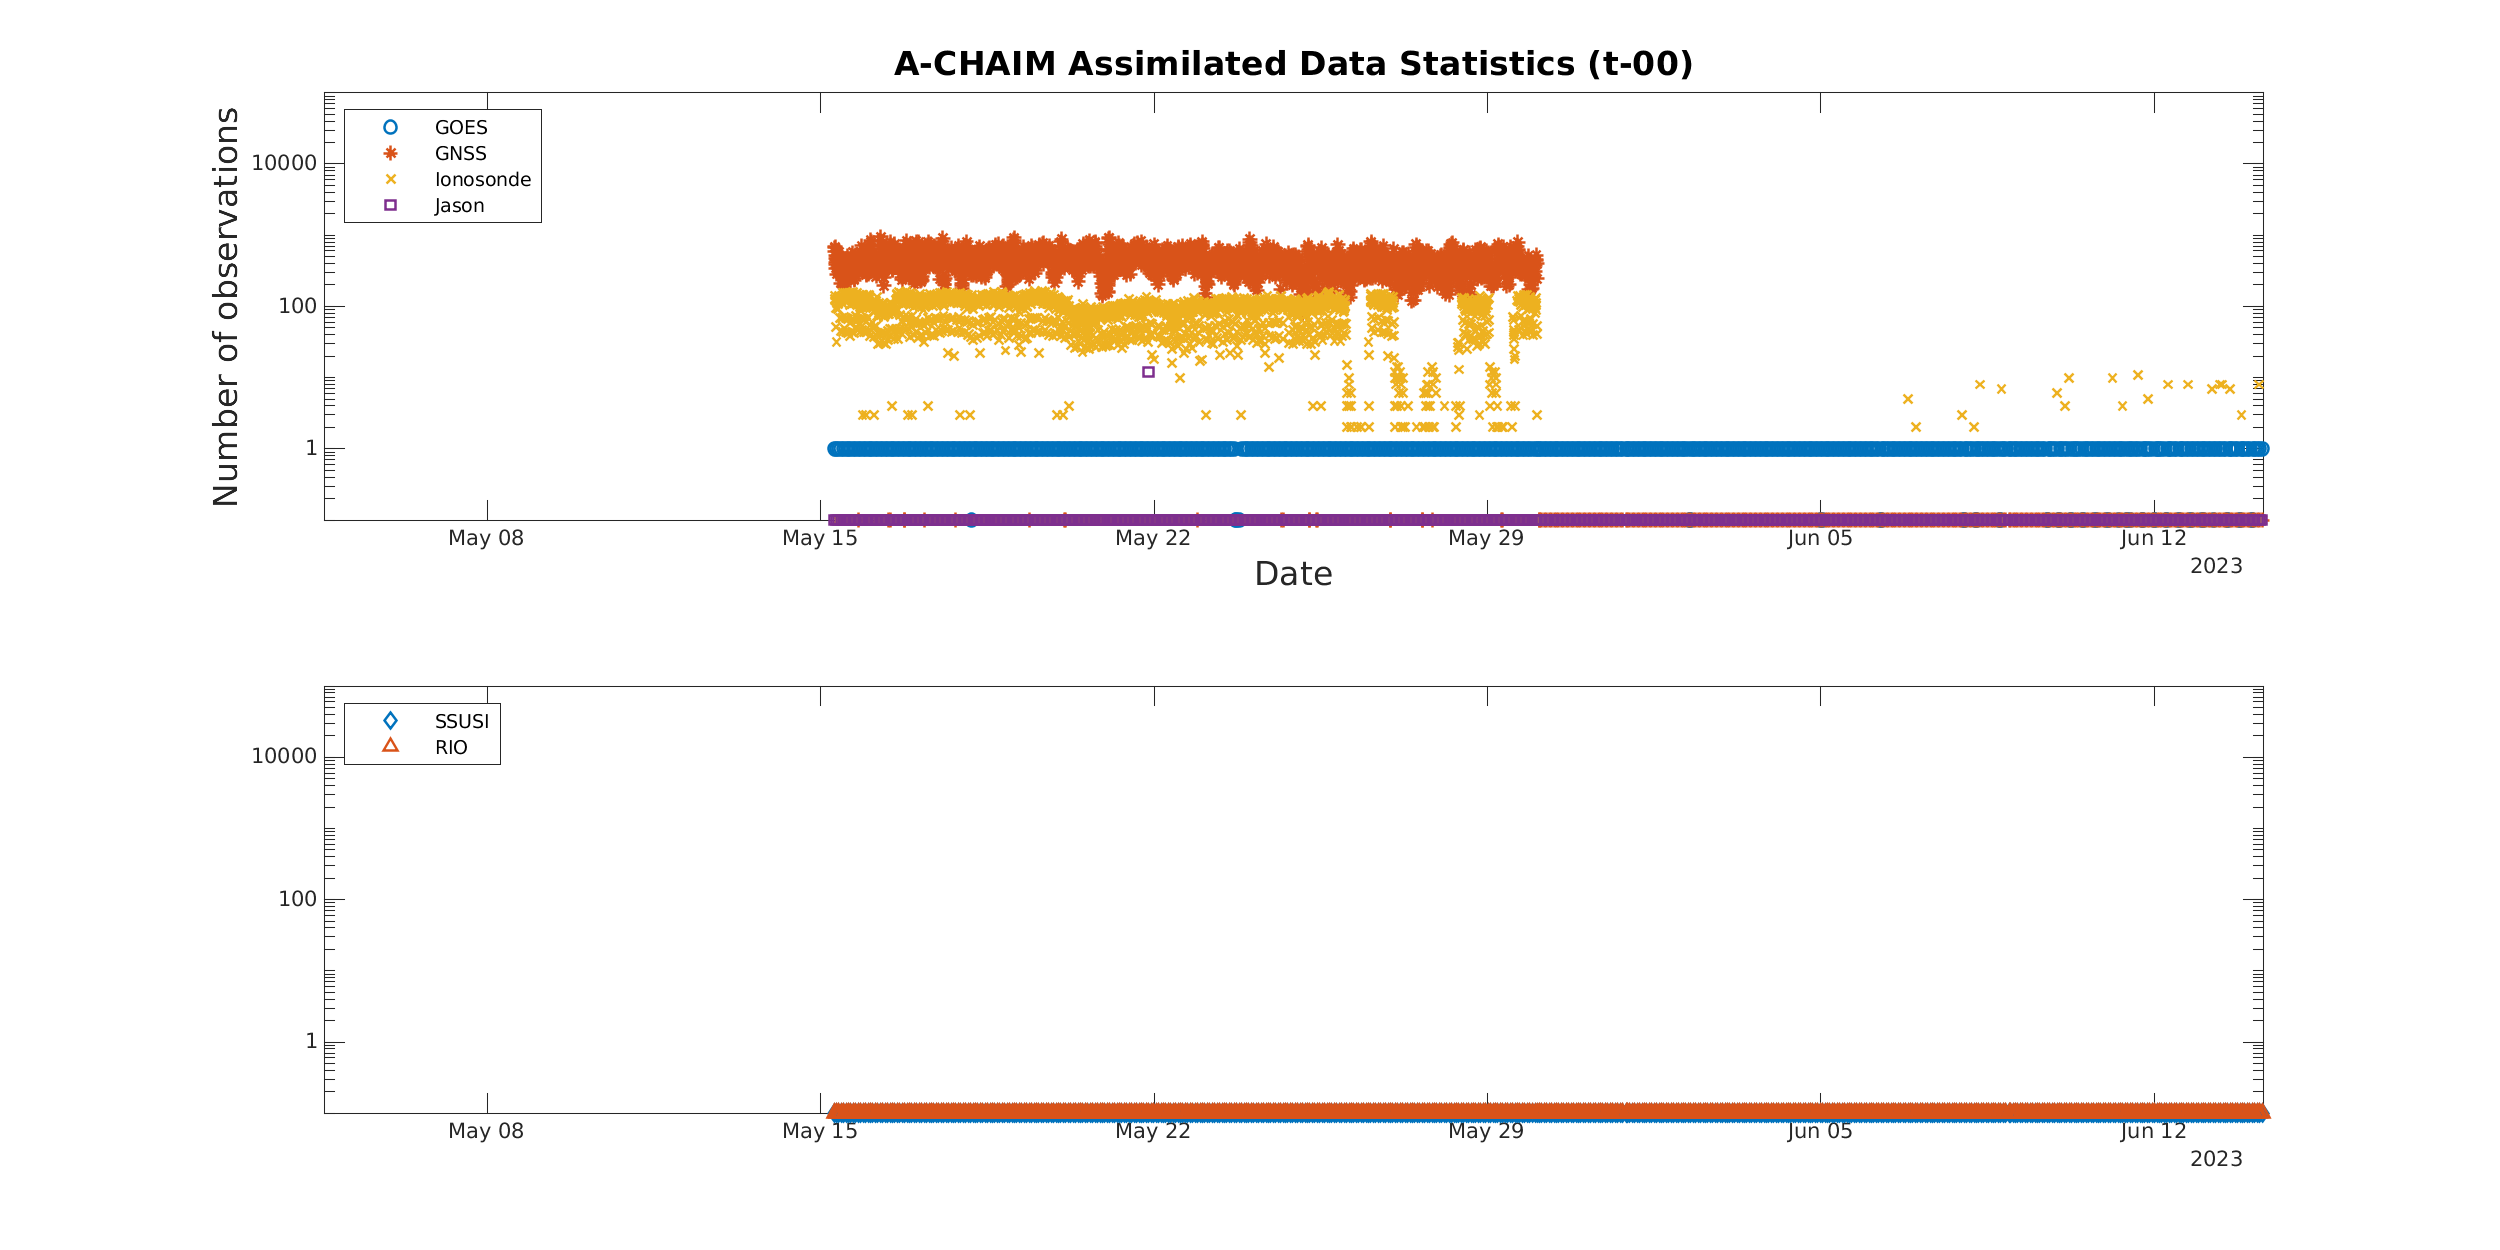 A-CHAIM Assimilated Data Statistics (t-00)
Number of observations
GOES
GNSS
Ionosonde
Jason
10000
100
1
May 08 May 15 May 22 May 29 Jun 05 Jun 12
2023
Date
SSUSI
RIO
10000
100
1
May 08 May 15 May 22 May 29 Jun 05 Jun 12
2023